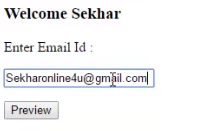 Welcome Sekhar
Enter Email Id :
Sekharonline4u@gmail.com
Preview